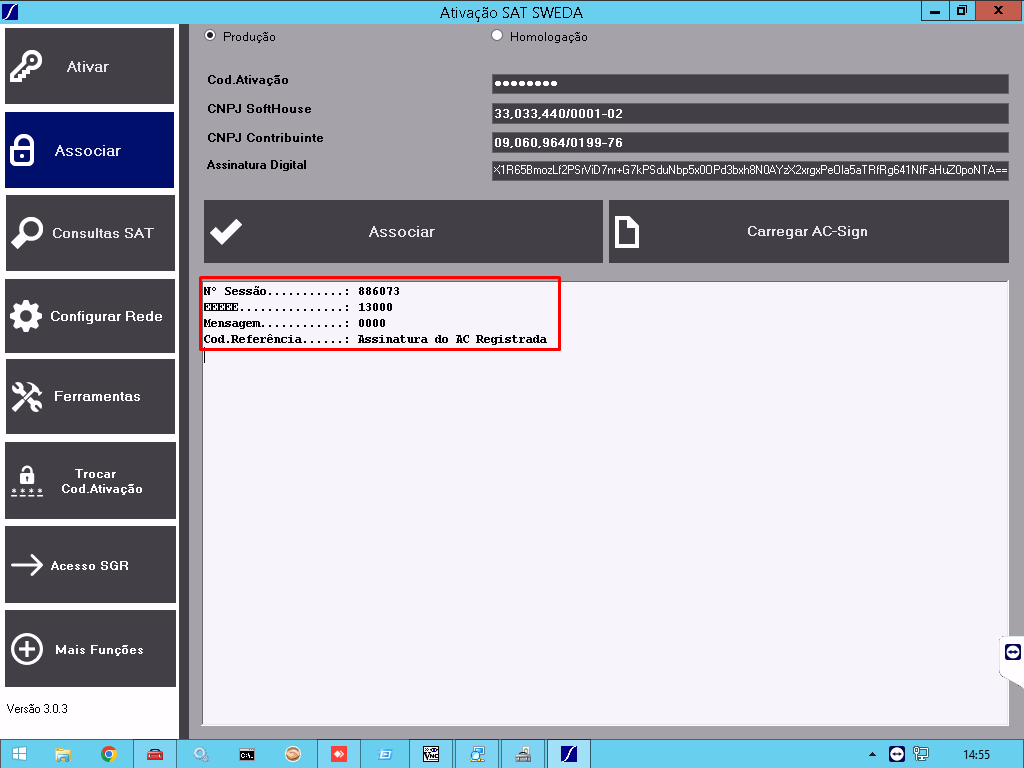 Ativação SAT SWEDA
Ativar
Associar
Consultas SAT
Configurar Rede
Ferramentas
Trocar
Cod.Ativação
Acesso SGR
Mais Funções
Versão 3.0.3
Produção
Homologação
Cod.Ativação
••••••••
CNPJ SoftHouse
33,033,440/0001-02
CNPJ Contribuinte
09,060,964/0199-76
Assinatura Digital
X1R65BmozLf2PSrViD7nr+G7kPSduNbp5x0OPd3bxh8N0AYzX2xrgxPeOla5aTRfRg641NfFaHuZ0poNTA==
Associar
Carregar AC-Sign
N° Sessão...........: 886073
EEEEE...............: 13000
Mensagem............: 0000
Cod.Referência......: Assinatura do AC Registrada
14:55